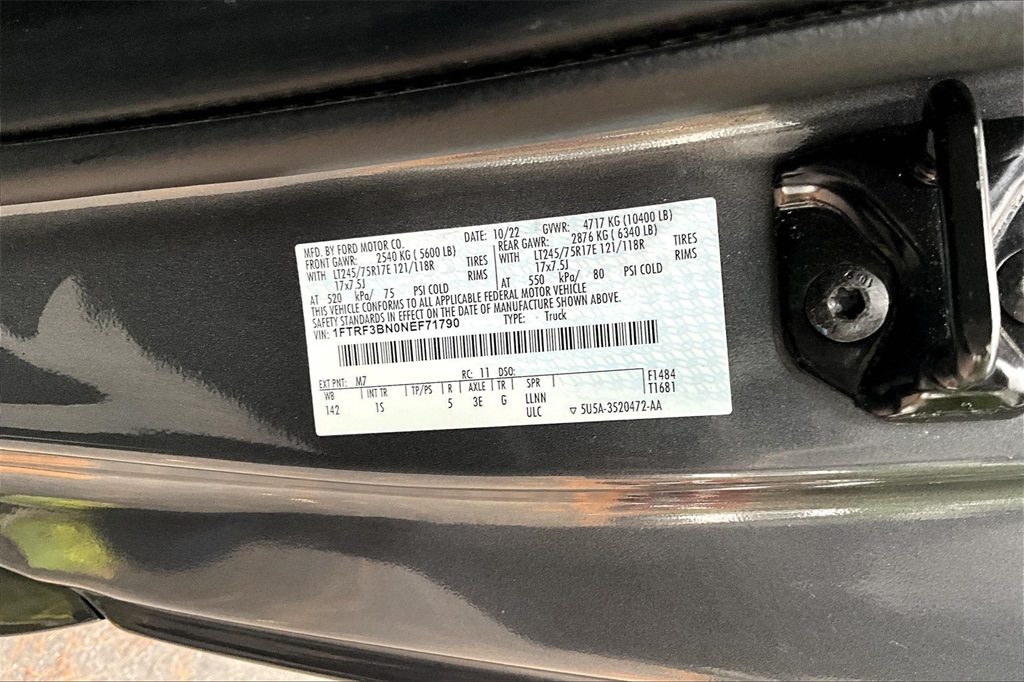 MFD. BY FORD MOTOR CO. DATE: 10/22 GVWR: 4717 KG (10400 LB)
FRONT GAWR: 2540 KG ( 5600 LB) REAR GAWR: 2876 KG ( 6340 LB)
WITH LT245/75R17E 121/118R TIRES WITH LT245/75R17E 121/118R TIRES
17x7.5J RIMS 17x7.5J RIMS
AT 520 kPa/ 75 PSI COLD AT 550 kPa/ 80 PSI COLD
THIS VEHICLE CONFORMS TO ALL APPLICABLE FEDERAL MOTOR VEHICLE
SAFETY STANDARDS IN EFFECT ON THE DATE OF MANUFACTURE SHOWN ABOVE.
VIN: 1FTRF3BN0NEF71790 TYPE: Truck
EXT PNT: M7 RC: 11 DSO:
WB INT TR TP/PS R AXLE TR SPR F1484
142 1S 5 3E G LLNN T1681
ULC ▽ 5U5A-3520472-AA